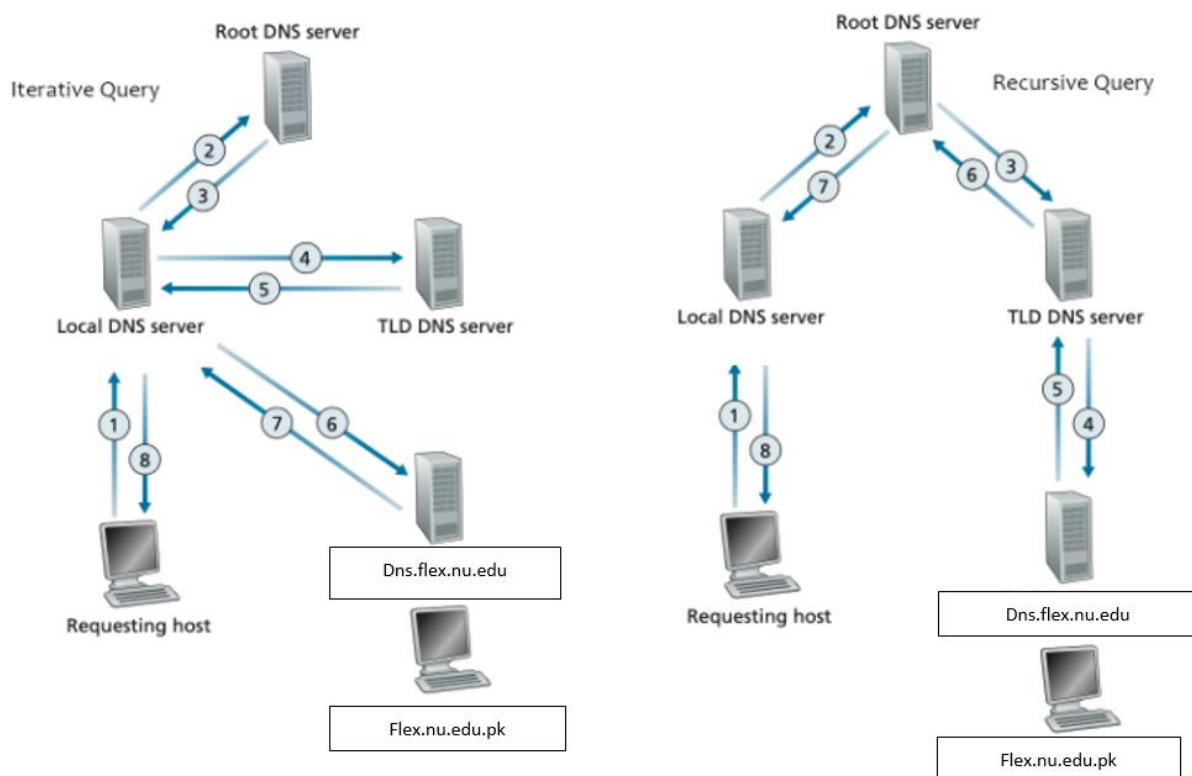 Root DNS server
Iterative Query
2
3
4
5
Local DNS server
TLD DNS server
1
8
7
6
Requesting host
Dns.flex.nu.edu
Flex.nu.edu.pk
Root DNS server
Recursive Query
2
7
6
3
Local DNS server
TLD DNS server
1
8
5
4
Requesting host
Dns.flex.nu.edu
Flex.nu.edu.pk